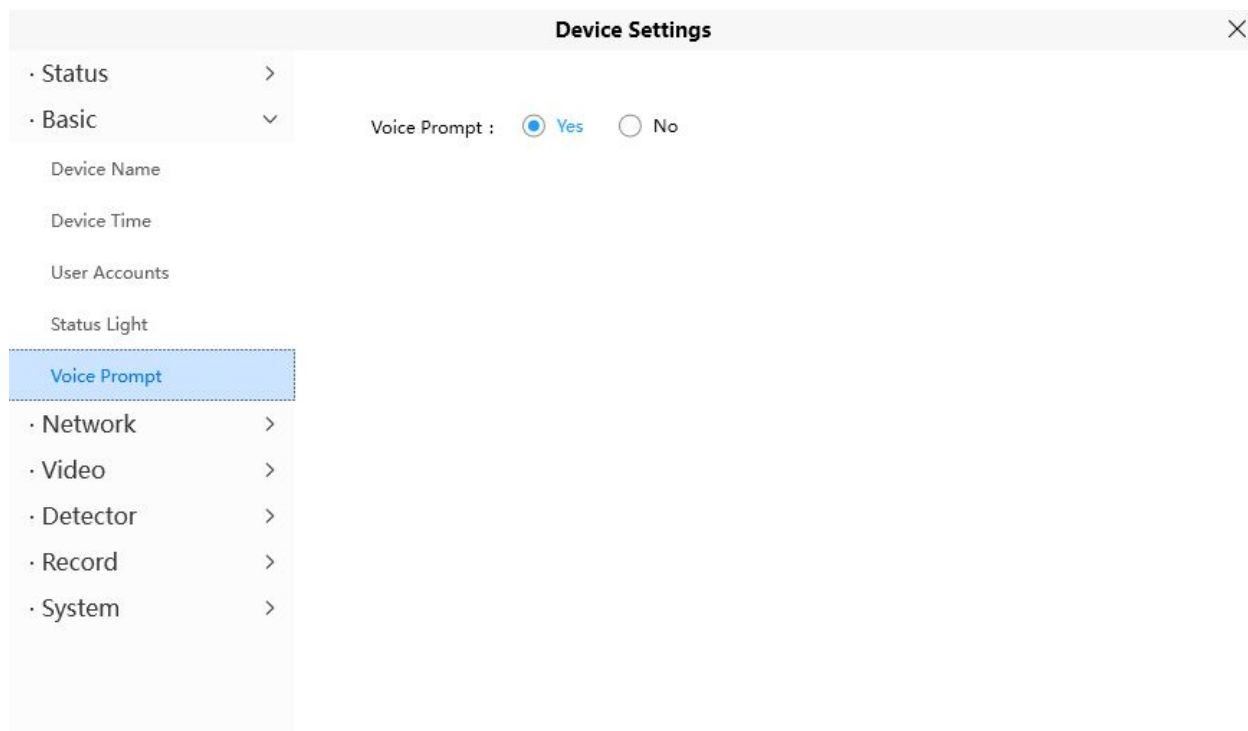 Device Settings
· Status
· Basic
Voice Prompt : Yes No
Device Name
Device Time
User Accounts
Status Light
Voice Prompt
· Network
· Video
· Detector
· Record
· System